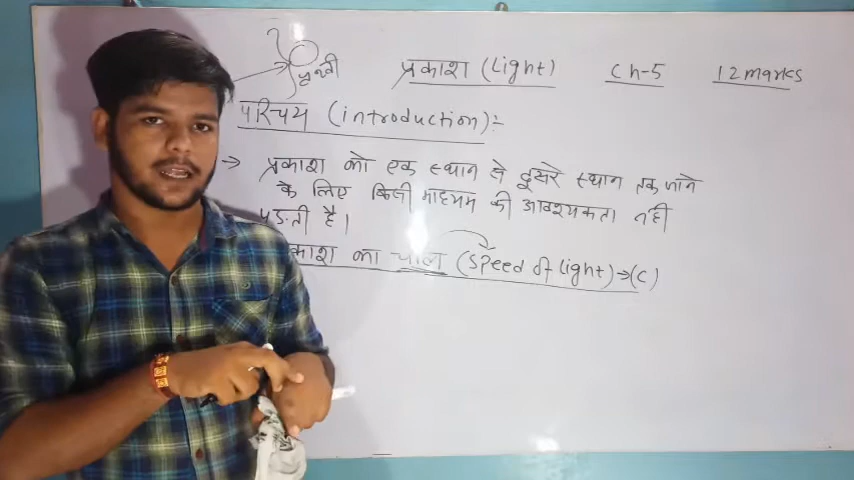 पृथ्वी
प्रकाश (Light) Ch-5 12 marks
परिचय (introduction):-
→ प्रकाश को एक स्थान से दूसरे स्थान तक जाने
के लिए किसी माध्यम की आवश्यकता नहीं
पड़ती है।
काश का चाल (Speed of light)→(c)